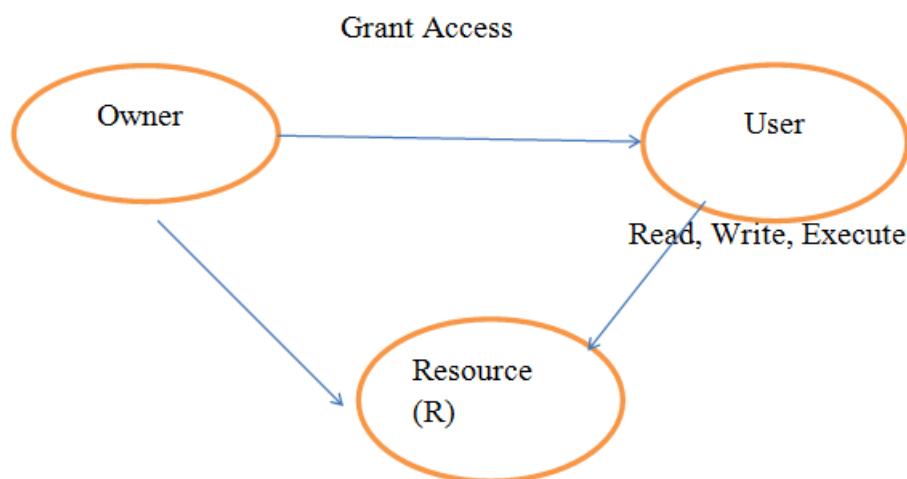 Grant Access
Owner
User
Read, Write, Execute
Resource
(R)